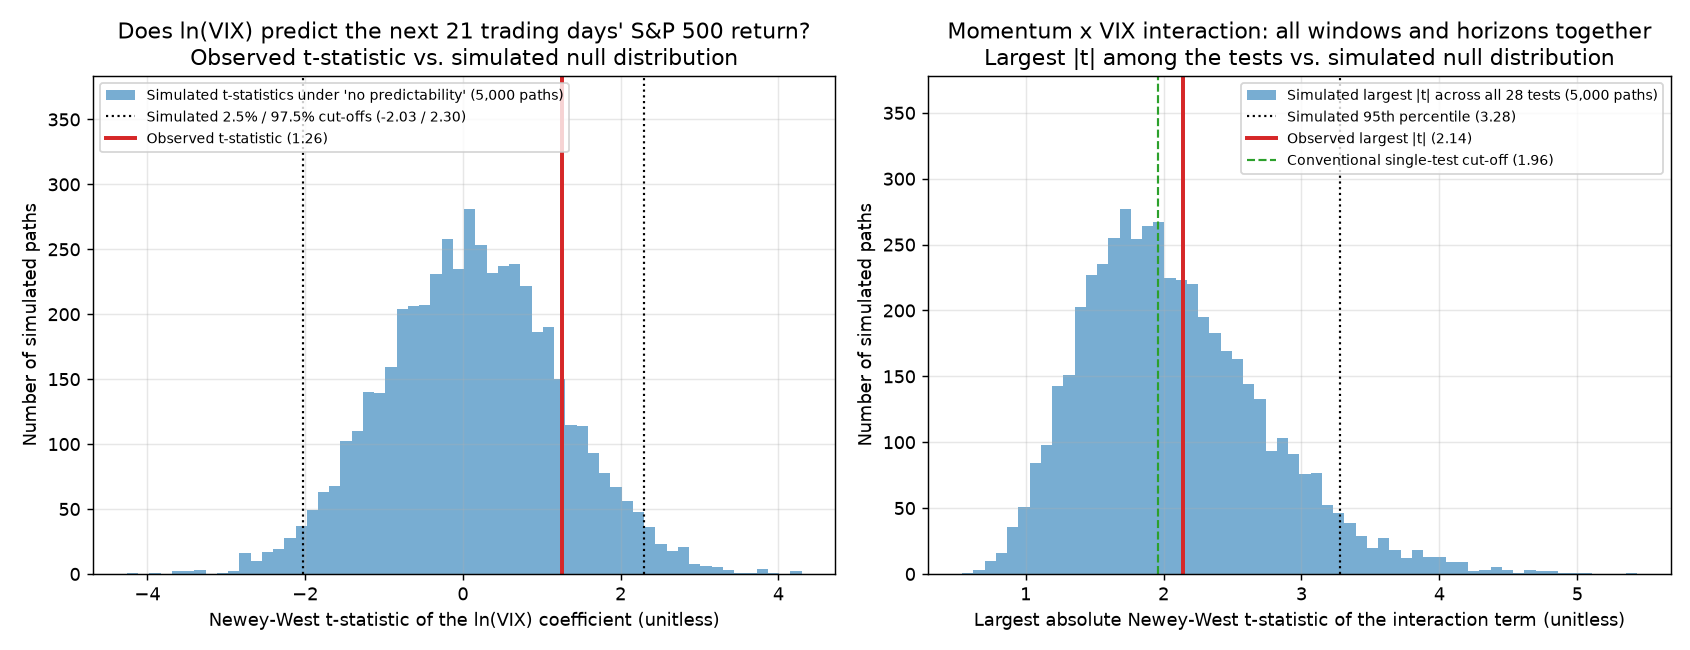 Does ln(VIX) predict the next 21 trading days' S&P 500 return?
Observed t-statistic vs. simulated null distribution
Simulated t-statistics under 'no predictability' (5,000 paths)
Simulated 2.5% / 97.5% cut-offs (-2.03 / 2.30)
Observed t-statistic (1.26)
Number of simulated paths
350
300
250
200
150
100
50
0
−4
−2
0
2
4
Newey-West t-statistic of the ln(VIX) coefficient (unitless)
Momentum x VIX interaction: all windows and horizons together
Largest |t| among the tests vs. simulated null distribution
Simulated largest |t| across all 28 tests (5,000 paths)
Simulated 95th percentile (3.28)
Observed largest |t| (2.14)
Conventional single-test cut-off (1.96)
Number of simulated paths
350
300
250
200
150
100
50
0
1
2
3
4
5
Largest absolute Newey-West t-statistic of the interaction term (unitless)